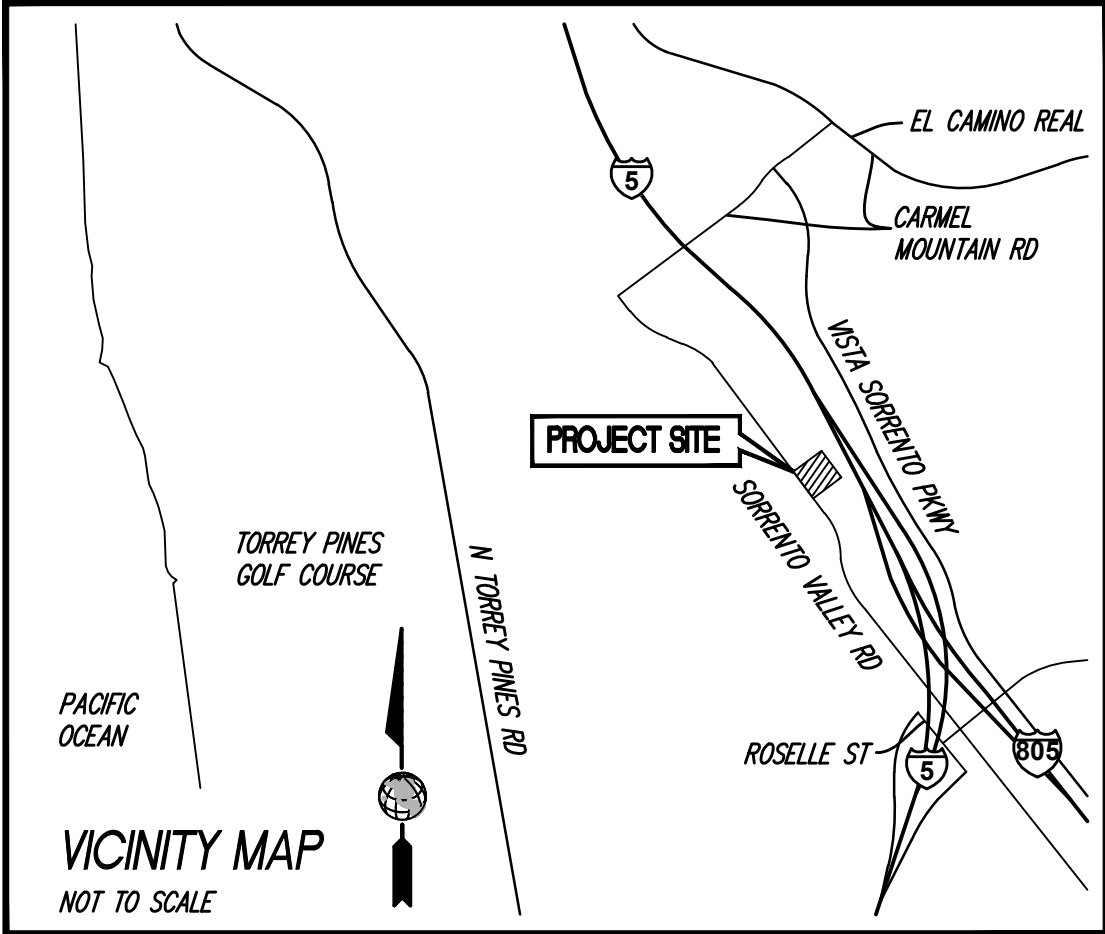 EL CAMINO REAL
5
CARMEL
MOUNTAIN RD
VISTA SORRENTO PKWY
PROJECT SITE
SORRENTO VALLEY RD
TORREY PINES
GOLF COURSE
N TORREY PINES RD
PACIFIC
OCEAN
ROSELLE ST
5
805
VICINITY MAP
NOT TO SCALE